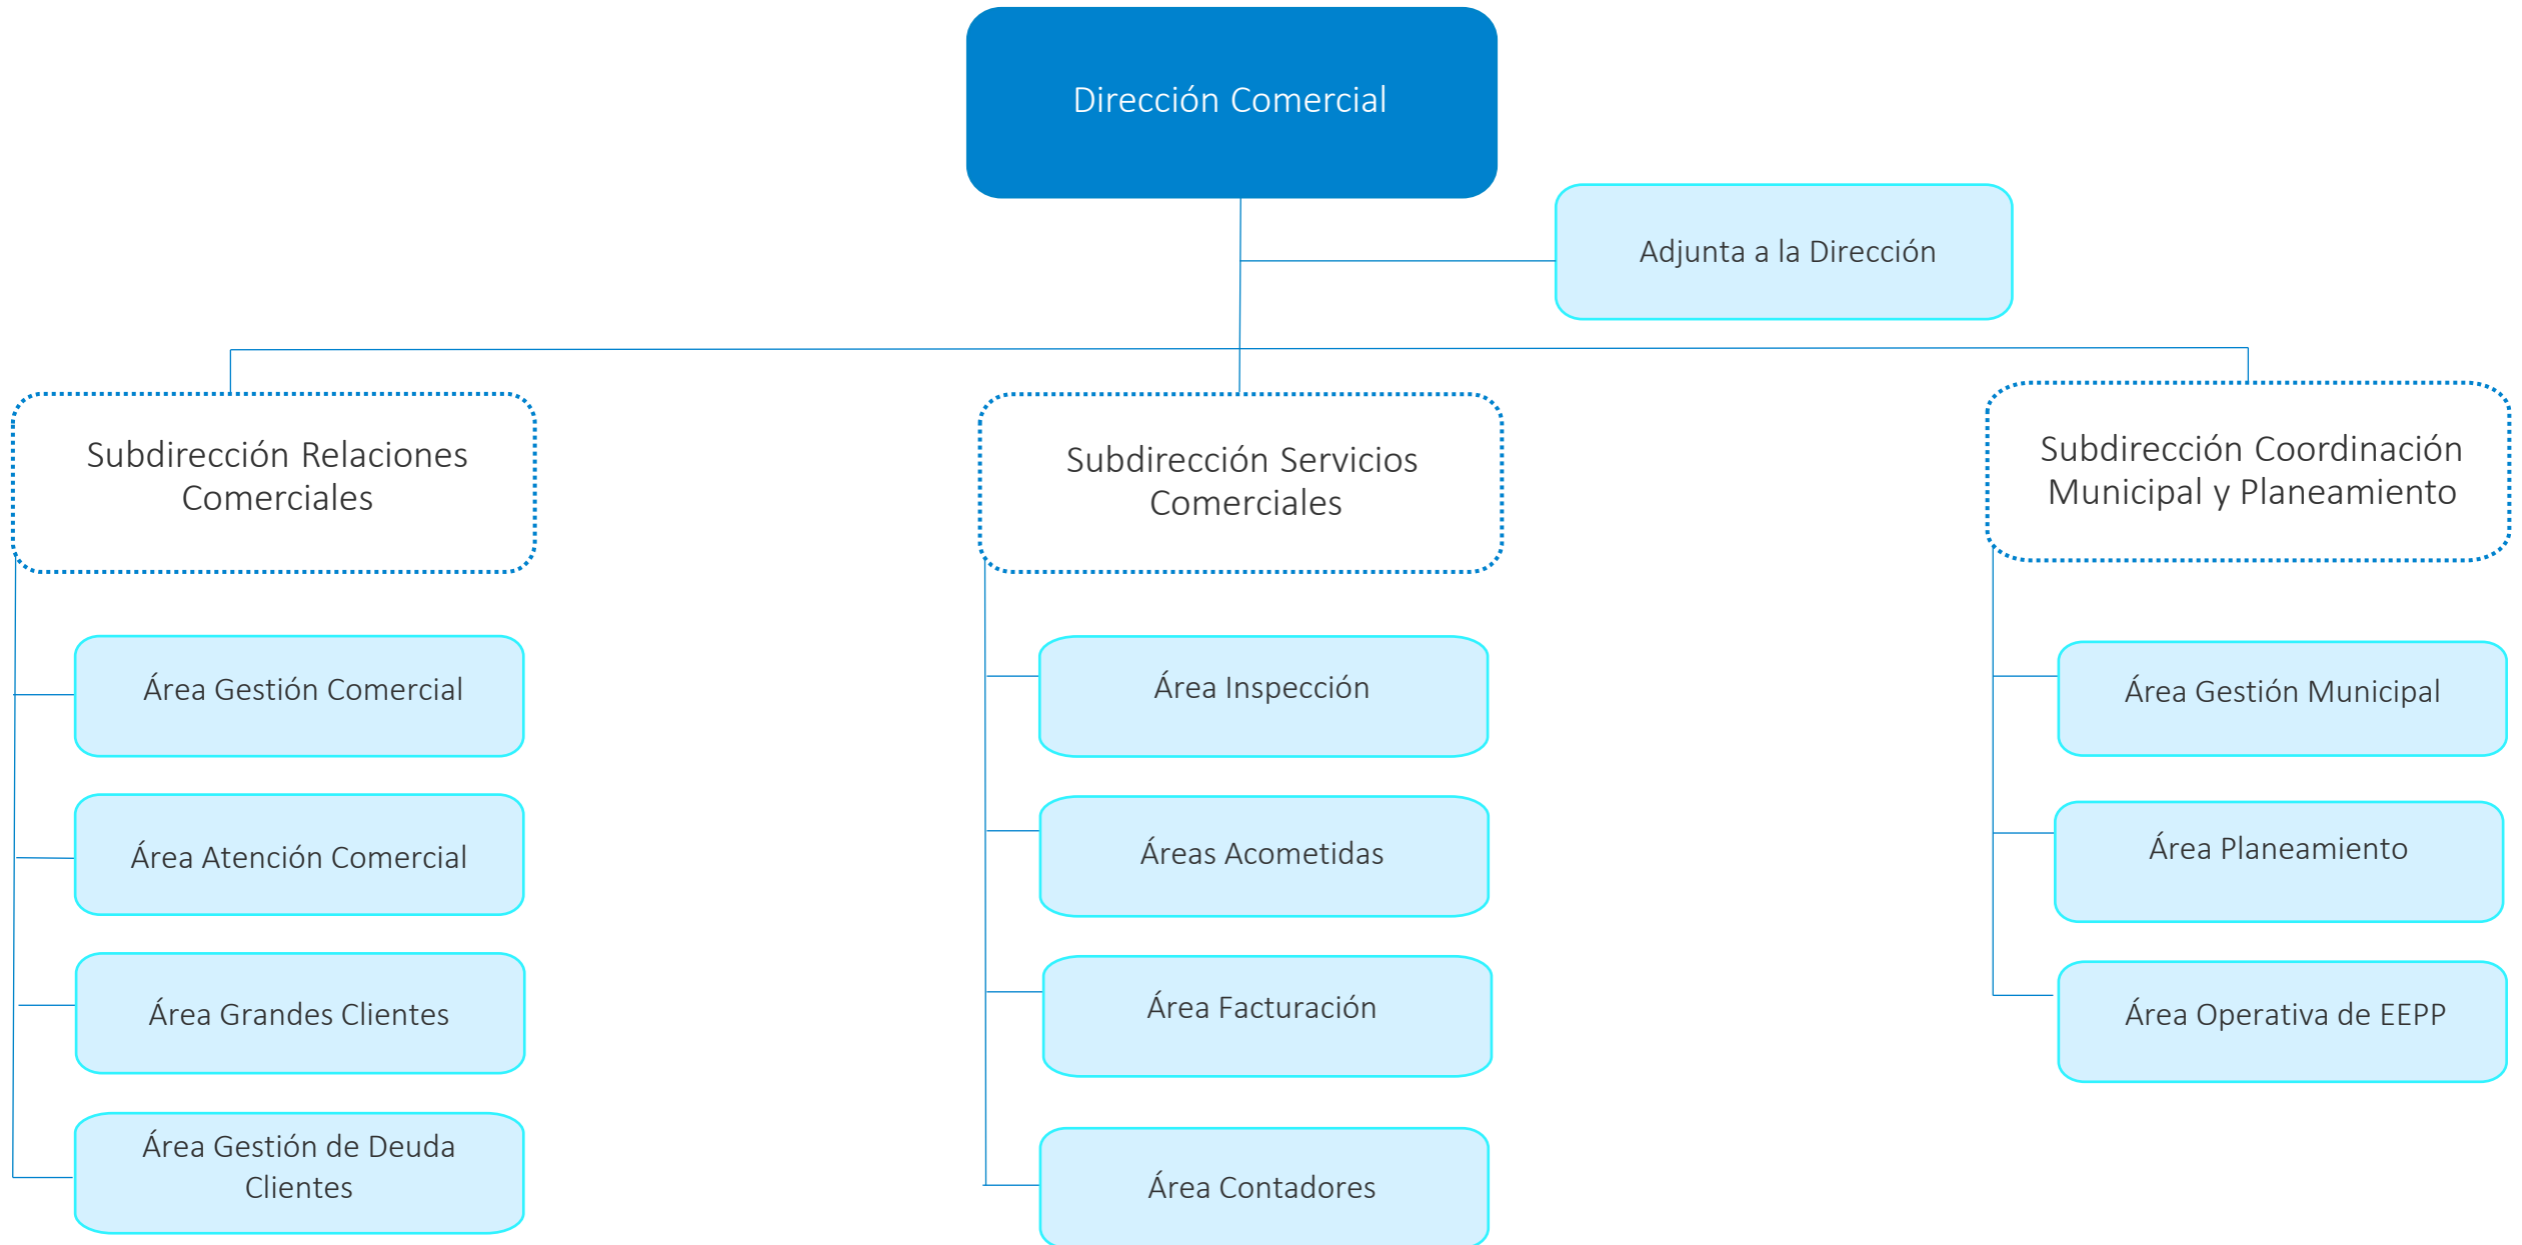 Dirección Comercial
Adjunta a la Dirección
Subdirección Relaciones
Comerciales
Área Gestión Comercial
Área Atención Comercial
Área Grandes Clientes
Área Gestión de Deuda
Clientes
Subdirección Servicios
Comerciales
Área Inspección
Áreas Acometidas
Área Facturación
Área Contadores
Subdirección Coordinación
Municipal y Planeamiento
Área Gestión Municipal
Área Planeamiento
Área Operativa de EEPP